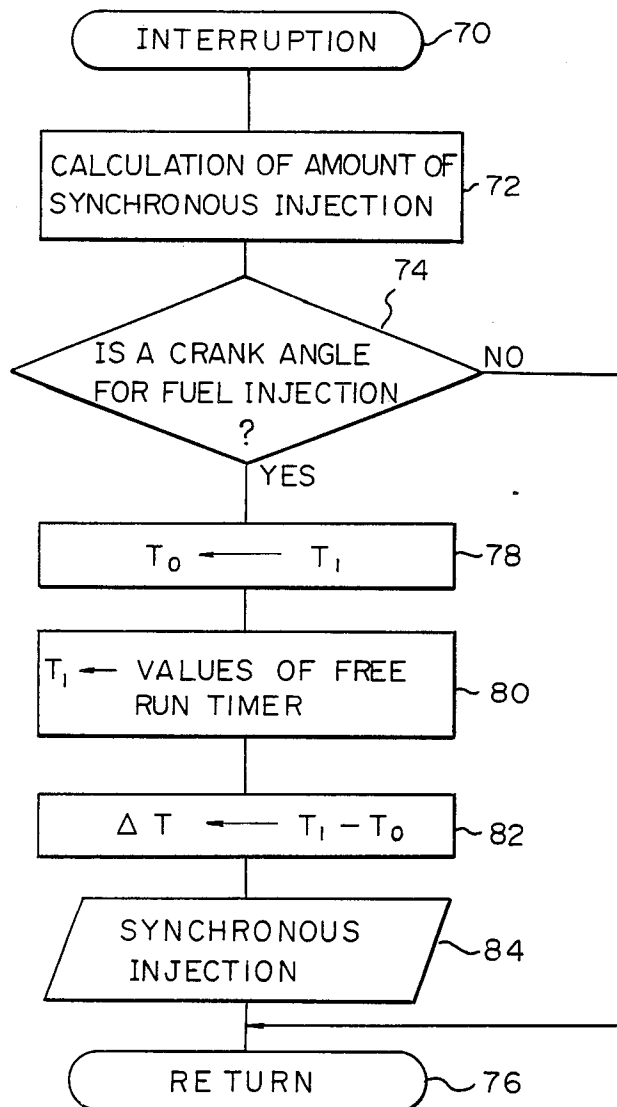 INTERRUPTION
70
CALCULATION OF AMOUNT OF
SYNCHRONOUS INJECTION
72
74
IS A CRANK ANGLE
FOR FUEL INJECTION
?
NO
YES
T₀ ← T₁
78
T₁ ← VALUES OF FREE
RUN TIMER
80
Δ T ← T₁ – T₀
82
SYNCHRONOUS
INJECTION
84
RETURN
76